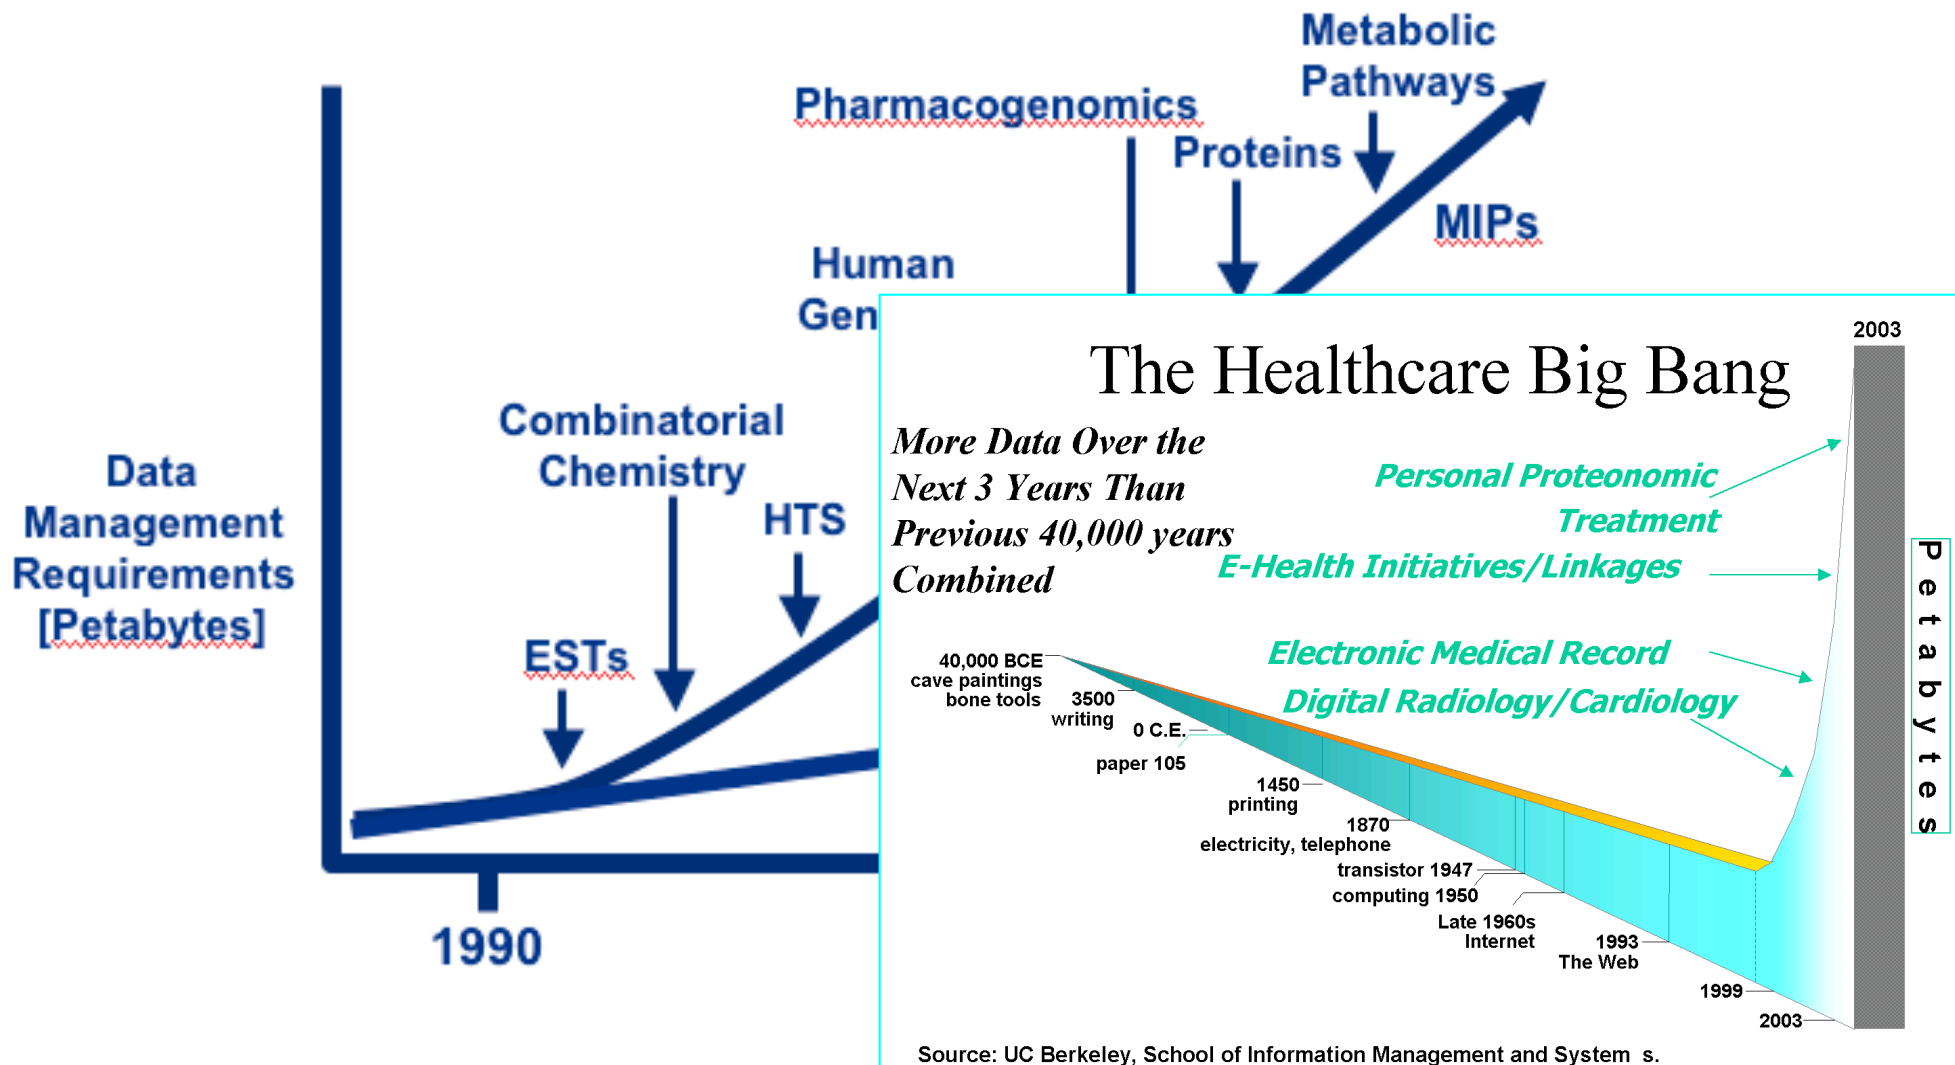 Metabolic
Pathways
Pharmacogenomics
Proteins
MIPs
Human
Gen
Combinatorial
Chemistry
HTS
ESTs
Data
Management
Requirements
[Petabytes]
1990
2003
The Healthcare Big Bang
More Data Over the
Next 3 Years Than
Previous 40,000 years
Combined
Personal Proteonomic
Treatment
E-Health Initiatives/Linkages
Electronic Medical Record
Digital Radiology/Cardiology
Petabytes
40,000 BCE
cave paintings
bone tools
3500
writing
0 C.E.
paper 105
1450
printing
1870
electricity, telephone
transistor 1947
computing 1950
Late 1960s
Internet
1993
The Web
1999
2003
Source: UC Berkeley, School of Information Management and System s.